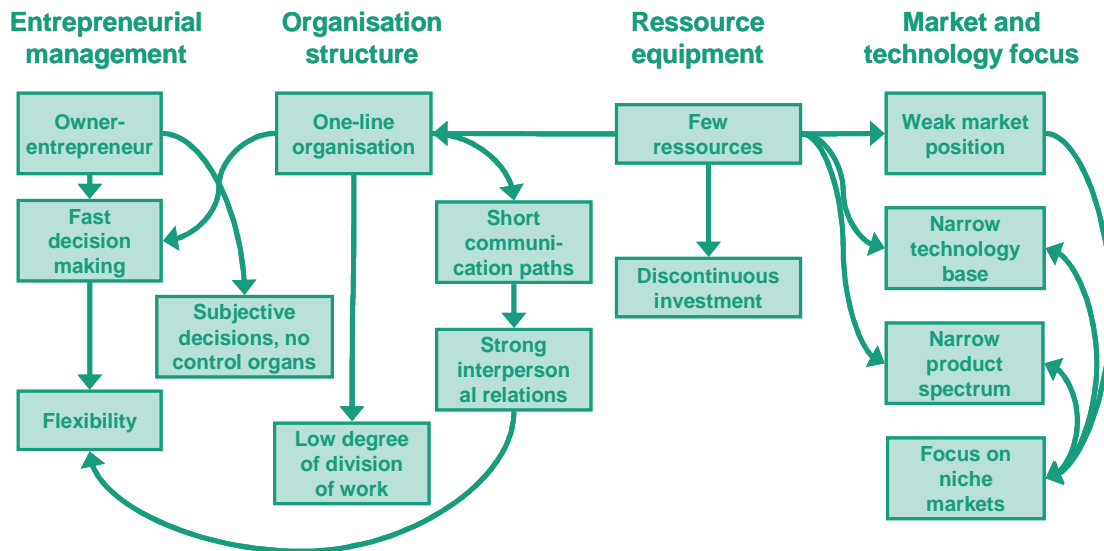 Entrepreneurial
management
Organisation
structure
Ressource
equipment
Market and
technology focus
Owner-
entrepreneur
Fast
decision
making
Subjective
decisions, no
control organs
Flexibility
One-line
organisation
Short
communi-
cation paths
Strong
interperson
al relations
Low degree
of division
of work
Few
ressources
Discontinuous
investment
Weak market
position
Narrow
technology
base
Narrow
product
spectrum
Focus on
niche
markets